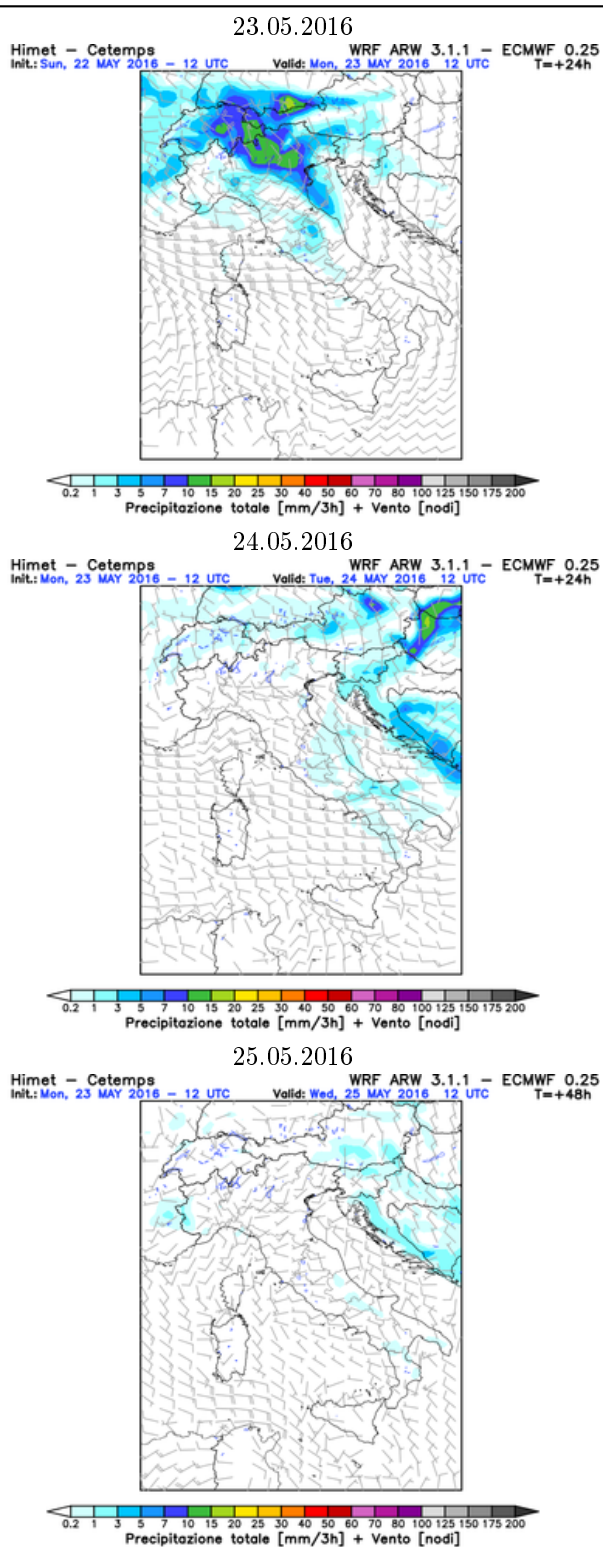 23.05.2016
Himet − Cetemps WRF ARW 3.1.1 − ECMWF 0.25
Init.: Sun, 22 MAY 2016 − 12 UTC Valid: Mon, 23 MAY 2016 12 UTC T=+24h
0.2 1 3 5 7 10 15 20 25 30 40 50 60 70 80 100 125 150 175 200
Precipitazione totale [mm/3h] + Vento [nodi]
24.05.2016
Himet − Cetemps WRF ARW 3.1.1 − ECMWF 0.25
Init.: Mon, 23 MAY 2016 − 12 UTC Valid: Tue, 24 MAY 2016 12 UTC T=+24h
0.2 1 3 5 7 10 15 20 25 30 40 50 60 70 80 100 125 150 175 200
Precipitazione totale [mm/3h] + Vento [nodi]
25.05.2016
Himet − Cetemps WRF ARW 3.1.1 − ECMWF 0.25
Init.: Mon, 23 MAY 2016 − 12 UTC Valid: Wed, 25 MAY 2016 12 UTC T=+48h
0.2 1 3 5 7 10 15 20 25 30 40 50 60 70 80 100 125 150 175 200
Precipitazione totale [mm/3h] + Vento [nodi]